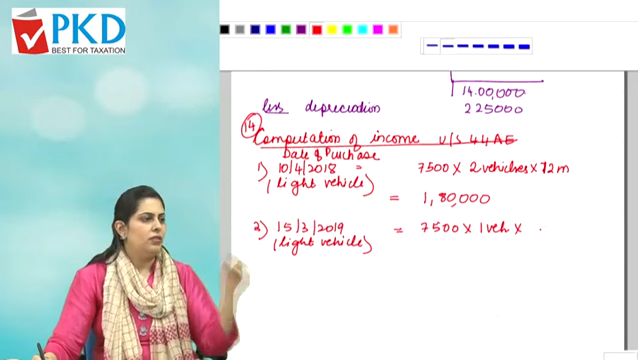 PKD
BEST FOR TAXATION
14,00,000
less depreciation 225000
14 Computation of income U/S 44AE
Date of Purchase
1) 10/4/2018 = 7500 X 2 vehicles X 12 m
(light vehicle)
= 1,80,000
2) 15/3/2019 = 7500 X 1 veh X
(light vehicle)